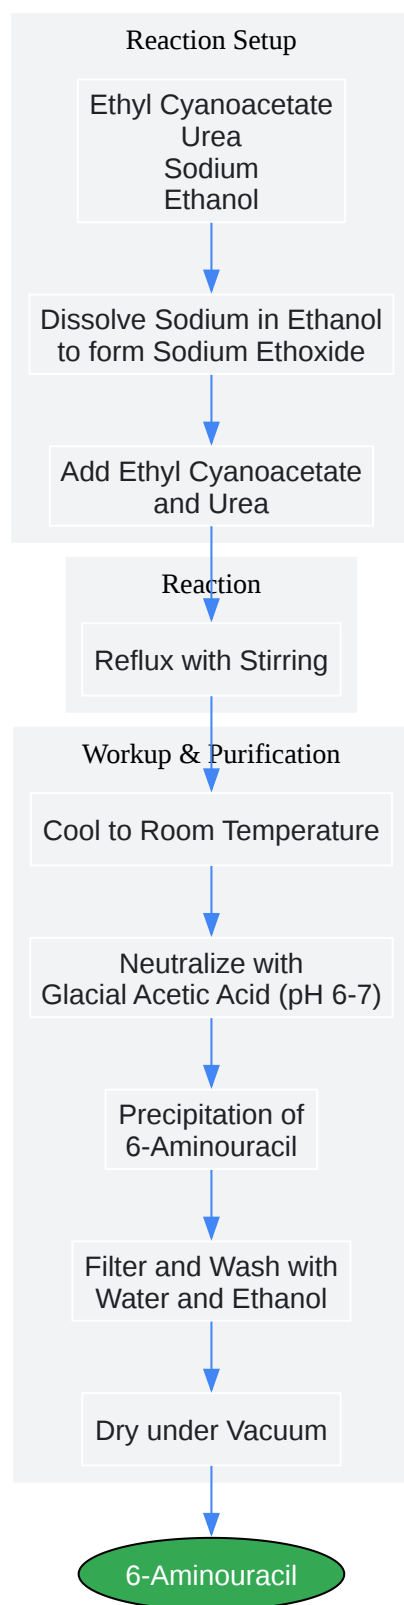 Reaction Setup
Ethyl Cyanoacetate
Urea
Sodium
Ethanol
Dissolve Sodium in Ethanol
to form Sodium Ethoxide
Add Ethyl Cyanoacetate
and Urea
Reaction
Reflux with Stirring
Workup & Purification
Cool to Room Temperature
Neutralize with
Glacial Acetic Acid (pH 6-7)
Precipitation of
6-Aminouracil
Filter and Wash with
Water and Ethanol
Dry under Vacuum
6-Aminouracil